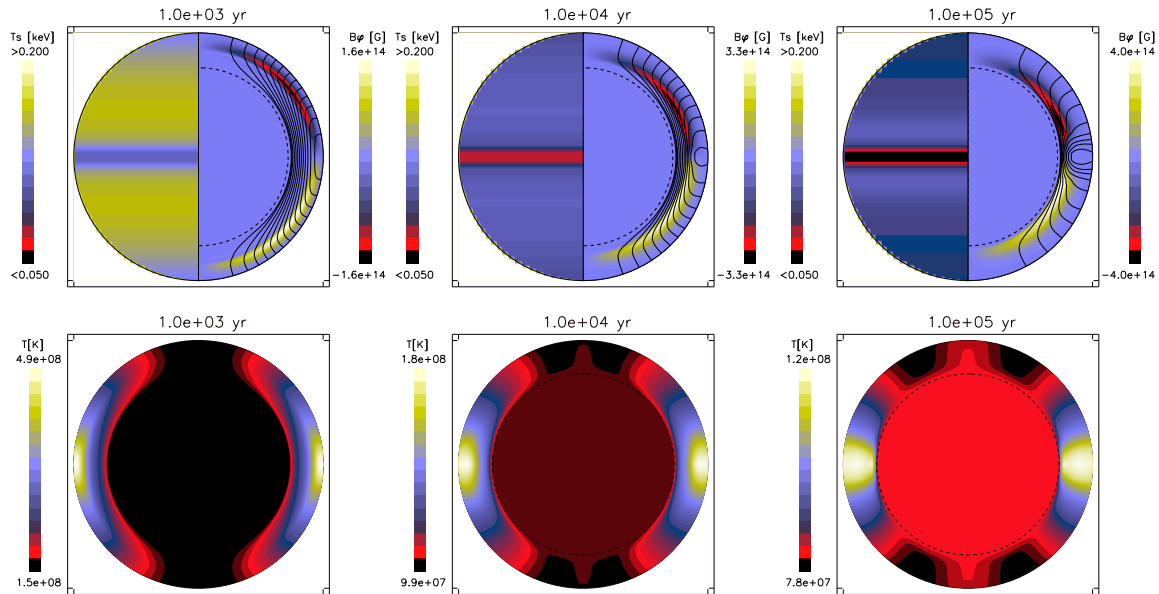 1.0e+03 yr
Ts [keV]
>0.200
<0.050
Bφ [G]
1.6e+14
−1.6e+14
1.0e+04 yr
Ts [keV]
>0.200
<0.050
Bφ [G]
3.3e+14
−3.3e+14
1.0e+05 yr
Ts [keV]
>0.200
<0.050
Bφ [G]
4.0e+14
−4.0e+14
1.0e+03 yr
T[K]
4.9e+08
1.5e+08
1.0e+04 yr
T[K]
1.8e+08
9.9e+07
1.0e+05 yr
T[K]
1.2e+08
7.8e+07